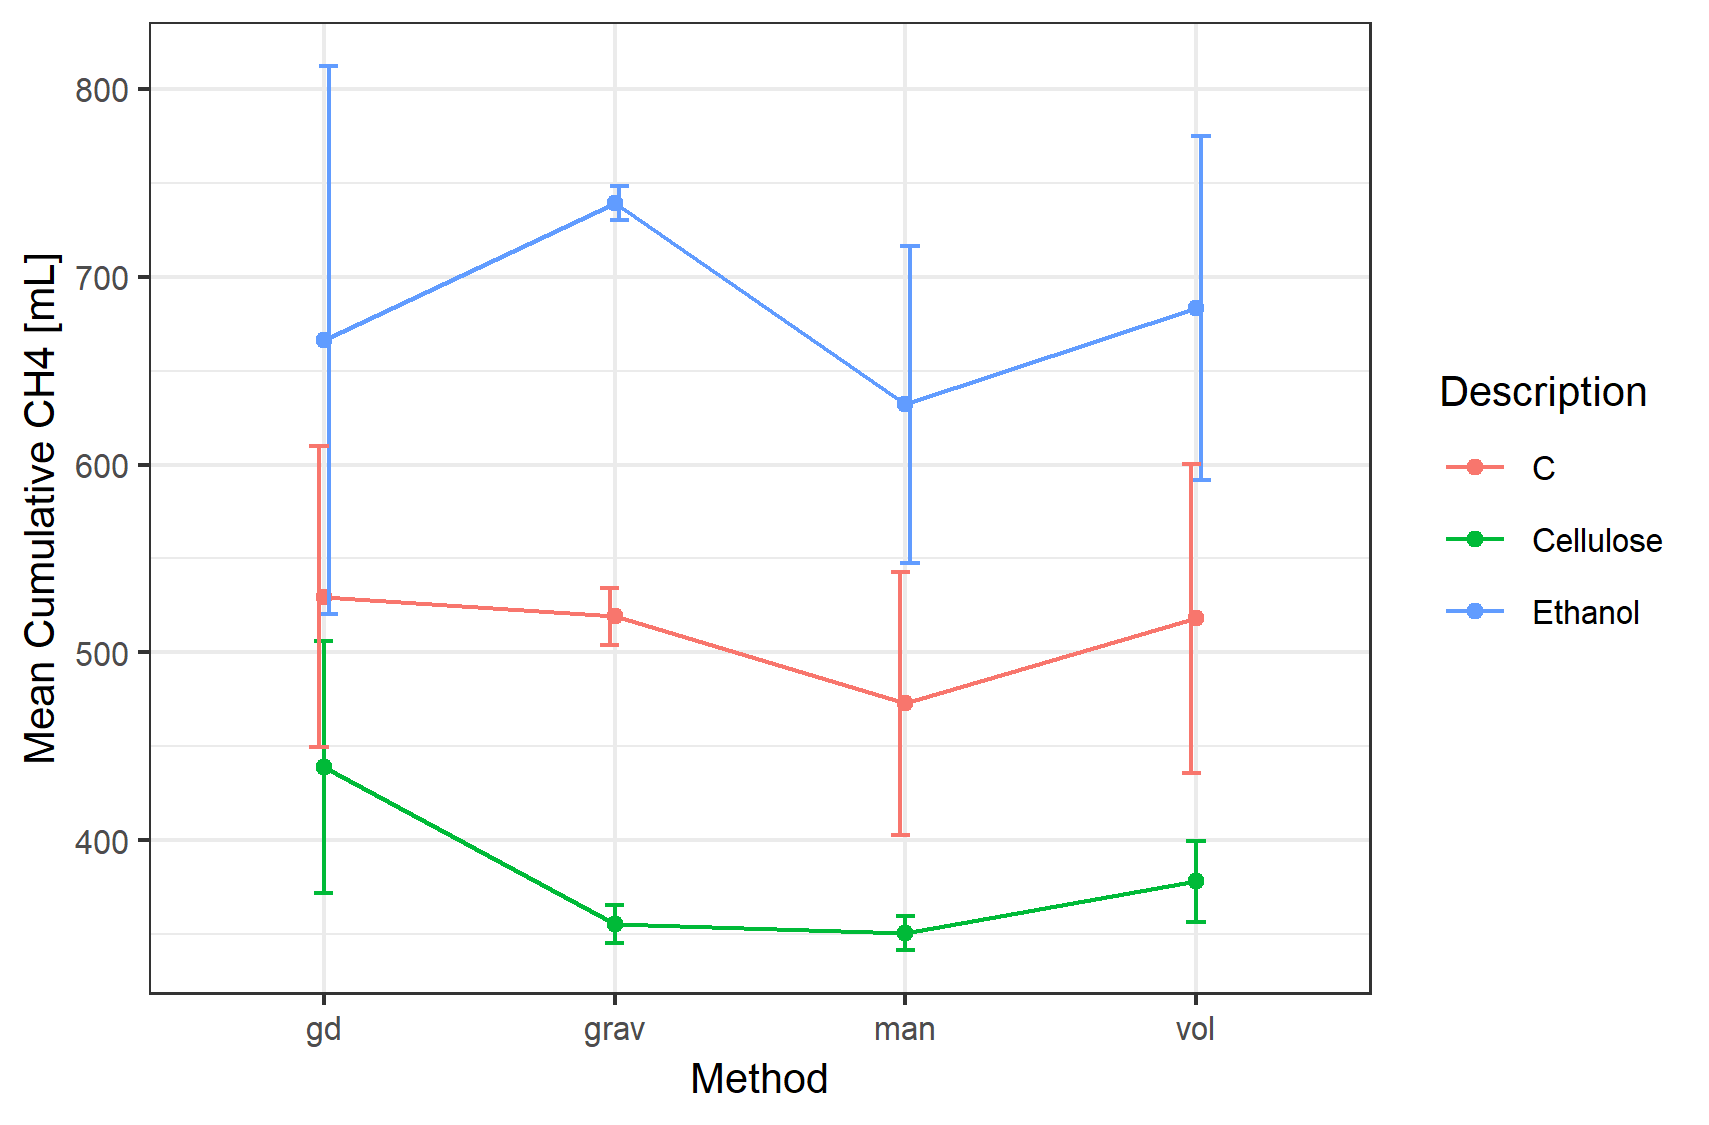 Mean Cumulative CH4 [mL]
800
700
600
500
400
gd
grav
man
vol
Method
Description
C
Cellulose
Ethanol